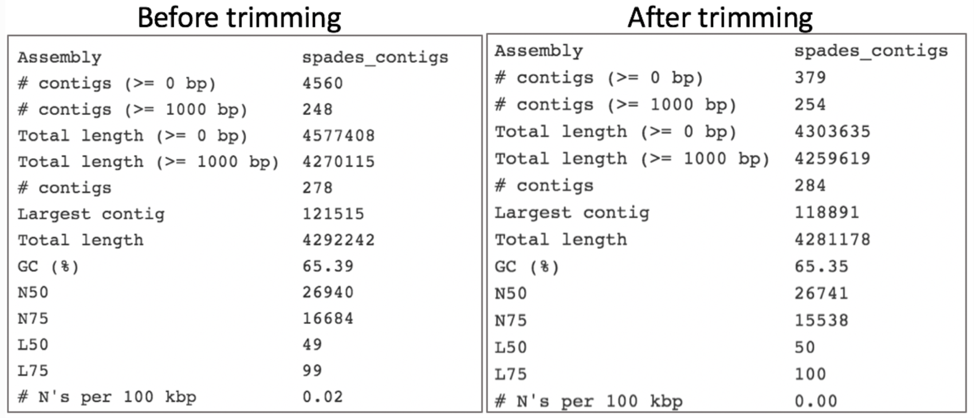 Before trimming
Assembly spades_contigs
# contigs (>= 0 bp) 4560
# contigs (>= 1000 bp) 248
Total length (>= 0 bp) 4577408
Total length (>= 1000 bp) 4270115
# contigs 278
Largest contig 121515
Total length 4292242
GC (%) 65.39
N50 26940
N75 16684
L50 49
L75 99
# N's per 100 kbp 0.02
After trimming
Assembly spades_contigs
# contigs (>= 0 bp) 379
# contigs (>= 1000 bp) 254
Total length (>= 0 bp) 4303635
Total length (>= 1000 bp) 4259619
# contigs 284
Largest contig 118891
Total length 4281178
GC (%) 65.35
N50 26741
N75 15538
L50 50
L75 100
# N's per 100 kbp 0.00